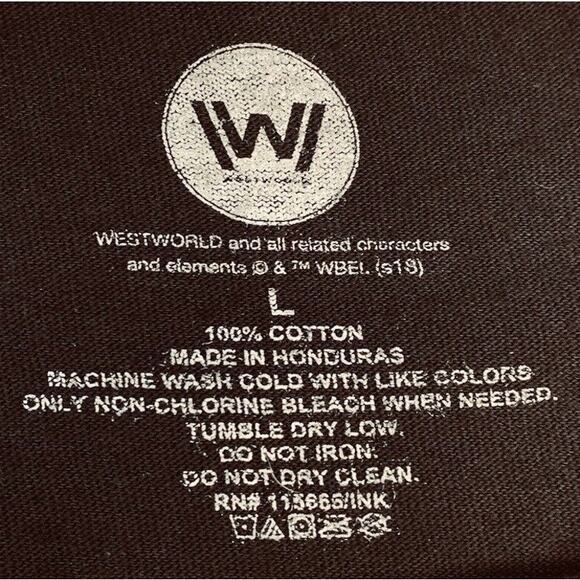 W
WESTWORLD
WESTWORLD and all related characters
and elements © & ™ WBEI. (s18)
L
100% COTTON
MADE IN HONDURAS
MACHINE WASH COLD WITH LIKE COLORS
ONLY NON-CHLORINE BLEACH WHEN NEEDED.
TUMBLE DRY LOW.
DO NOT IRON.
DO NOT DRY CLEAN.
RN# 115665/INK